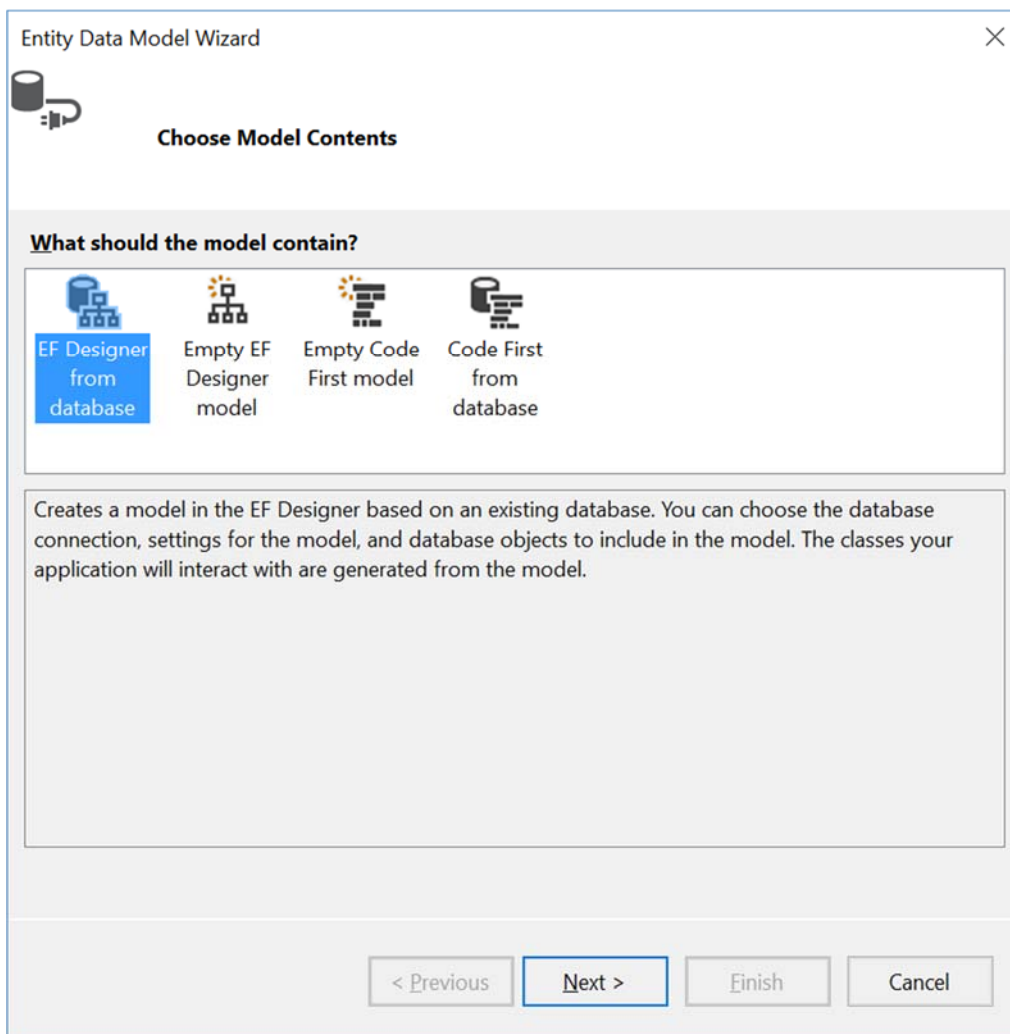 Entity Data Model Wizard
Choose Model Contents
What should the model contain?
EF Designer
from
database
Empty EF
Designer
model
Empty Code
First model
Code First
from
database
Creates a model in the EF Designer based on an existing database. You can choose the database
connection, settings for the model, and database objects to include in the model. The classes your
application will interact with are generated from the model.
< Previous
Next >
Finish
Cancel